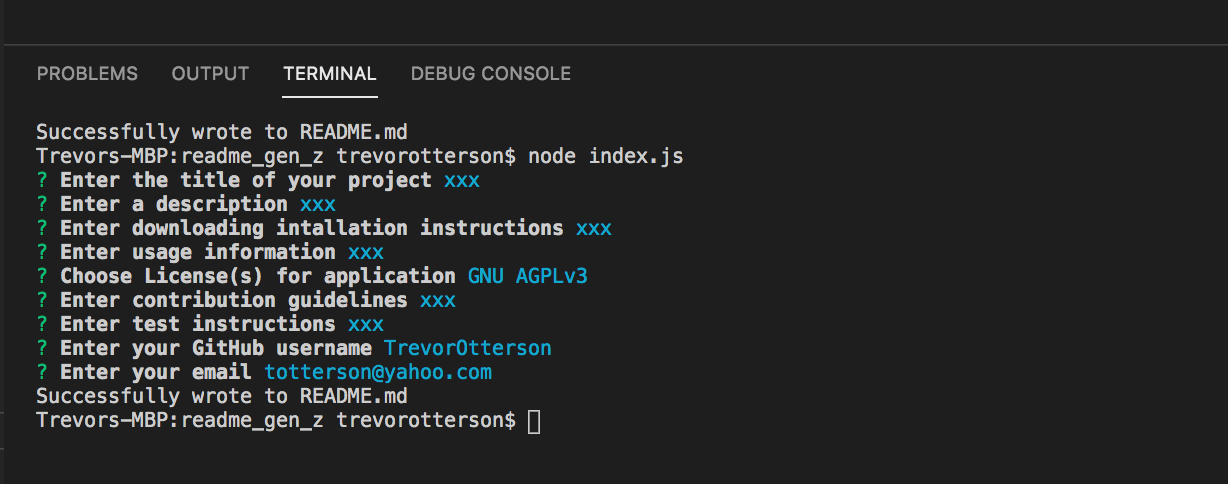 PROBLEMS OUTPUT TERMINAL DEBUG CONSOLE
Successfully wrote to README.md
Trevors-MBP:readme_gen_z trevorotterson$ node index.js
? Enter the title of your project xxx
? Enter a description xxx
? Enter downloading intallation instructions xxx
? Enter usage information xxx
? Choose License(s) for application GNU AGPLv3
? Enter contribution guidelines xxx
? Enter test instructions xxx
? Enter your GitHub username TrevorOtterson
? Enter your email totterson@yahoo.com
Successfully wrote to README.md
Trevors-MBP:readme_gen_z trevorotterson$